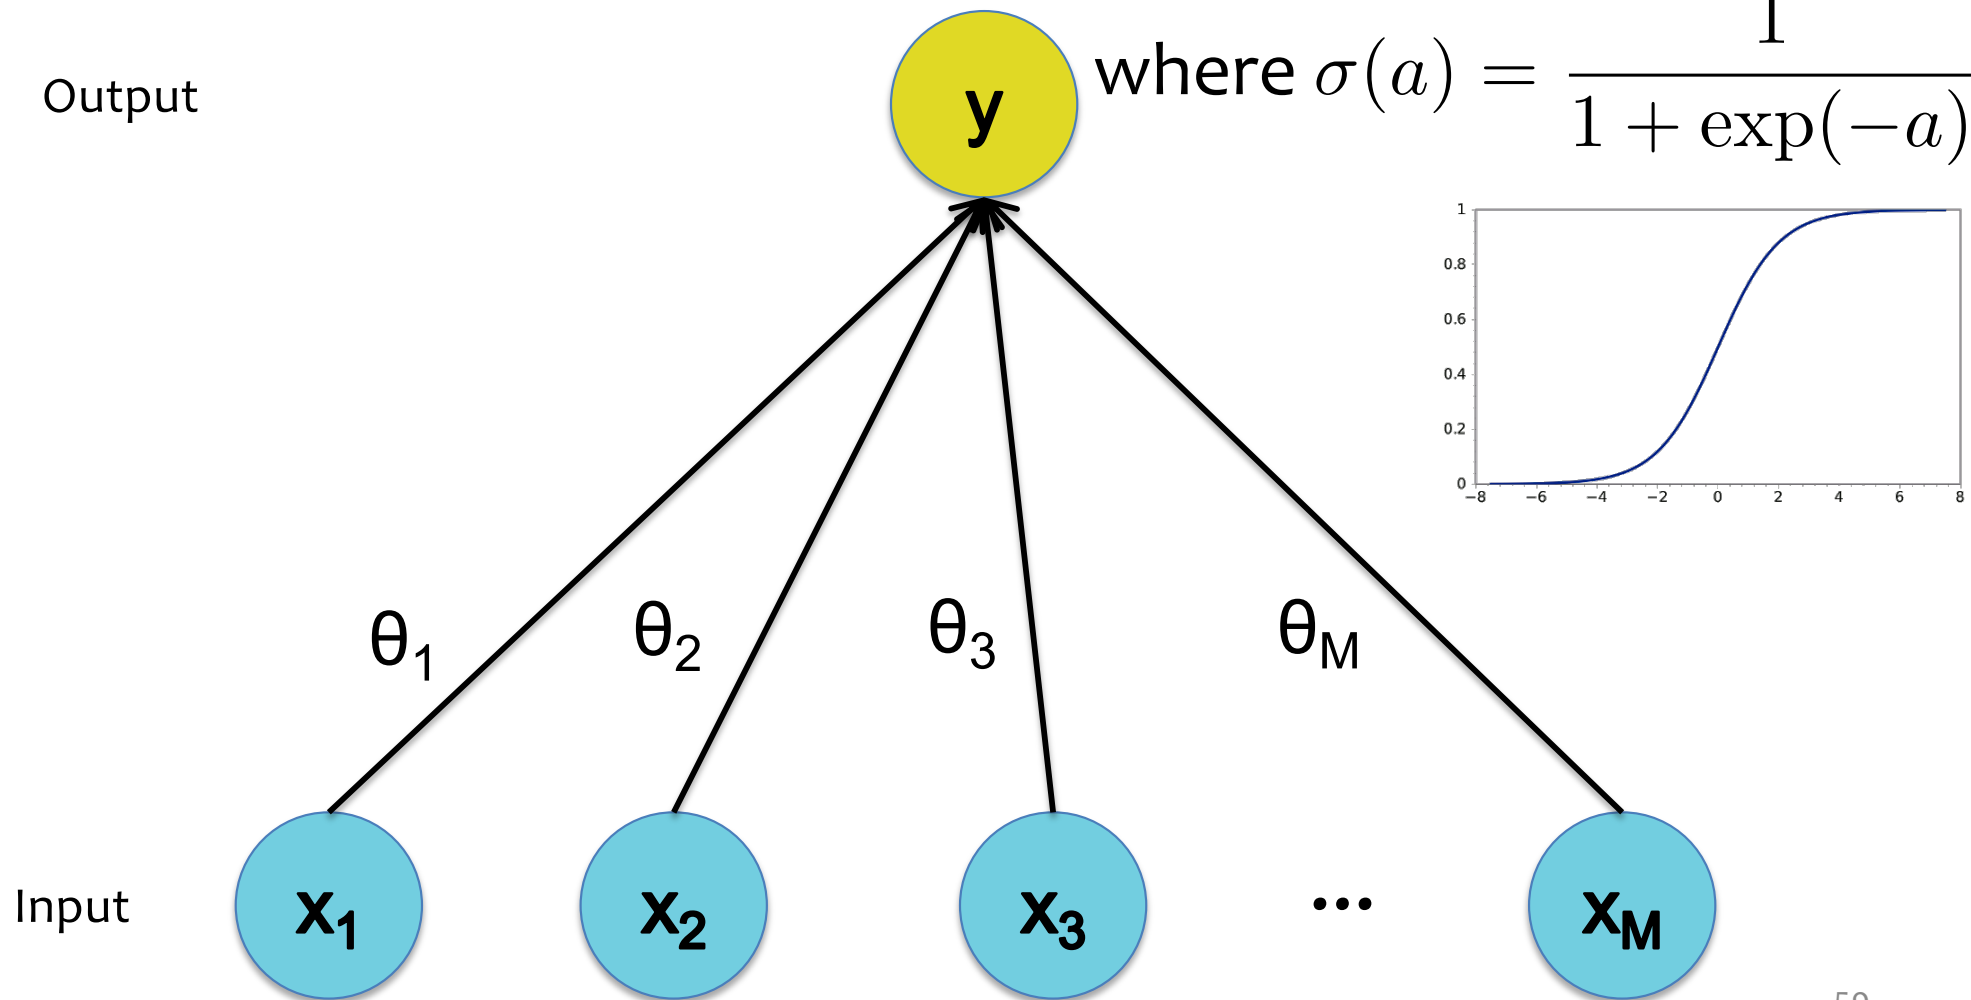 Output
y
where σ(a) = 1 / 1 + exp(−a)
1
0.8
0.6
0.4
0.2
0
−8 −6 −4 −2 0 2 4 6 8
θ1 θ2 θ3 θM
Input
x1 x2 x3 ... xM